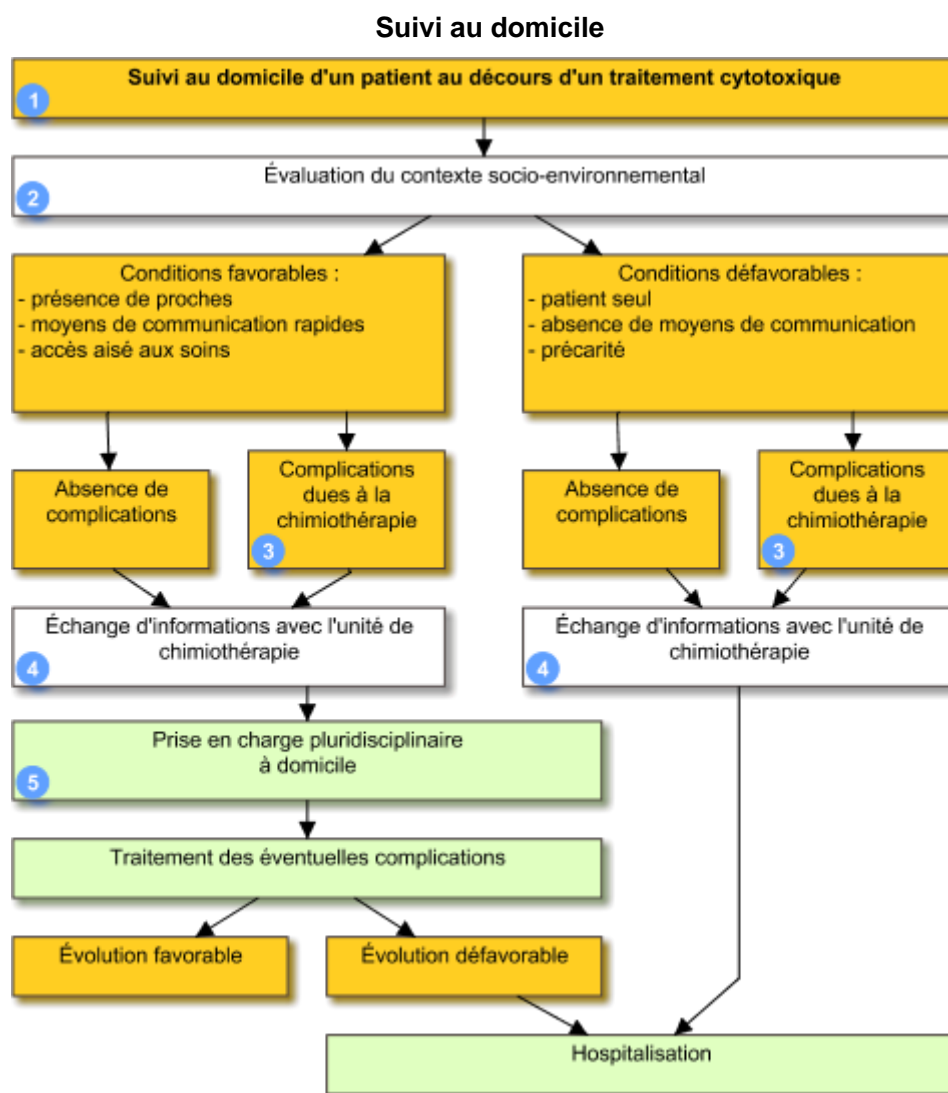 Suivi au domicile
Suivi au domicile d'un patient au décours d'un traitement cytotoxique
1
Évaluation du contexte socio-environnemental
2
Conditions favorables :
- présence de proches
- moyens de communication rapides
- accès aisé aux soins
Conditions défavorables :
- patient seul
- absence de moyens de communication
- précarité
Absence de
complications
Complications
dues à la
chimiothérapie
3
Absence de
complications
Complications
dues à la
chimiothérapie
3
Échange d'informations avec l'unité de
chimiothérapie
4
Échange d'informations avec l'unité de
chimiothérapie
4
Prise en charge pluridisciplinaire
à domicile
5
Traitement des éventuelles complications
Évolution favorable
Évolution défavorable
Hospitalisation